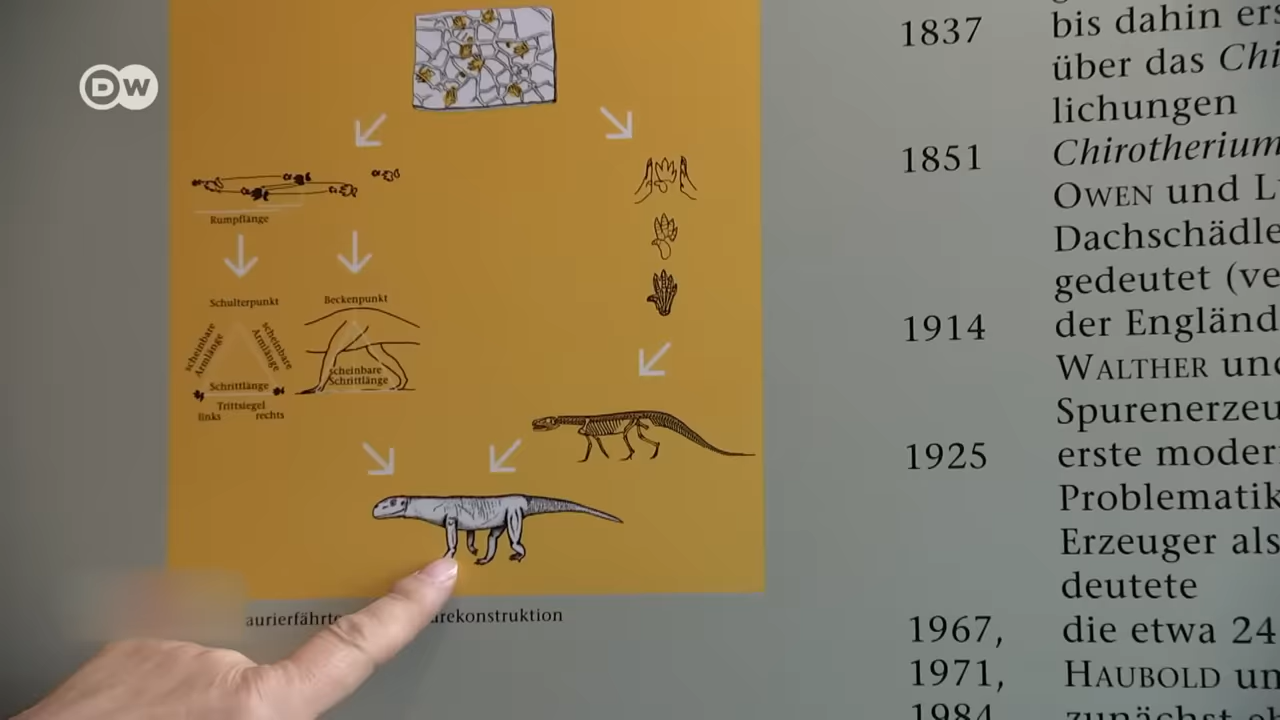 DW
Rumpflänge
Schulterpunkt
Beckenpunkt
scheinbare
Armlänge
scheinbare
Armlänge
Schrittlänge
Trittsiegel
links rechts
scheinbare
Schrittlänge
aurierfährte
rekonstruktion
1837 bis dahin ers
über das Chi
lichungen
1851 Chirotherium
OWEN und L
Dachschädle
gedeutet (ve
1914 der Engländ
WALTHER und
Spurenerzeu
1925 erste moder
Problematik
Erzeuger als
deutete
1967, die etwa 24
1971, HAUBOLD un
1984 zunächst